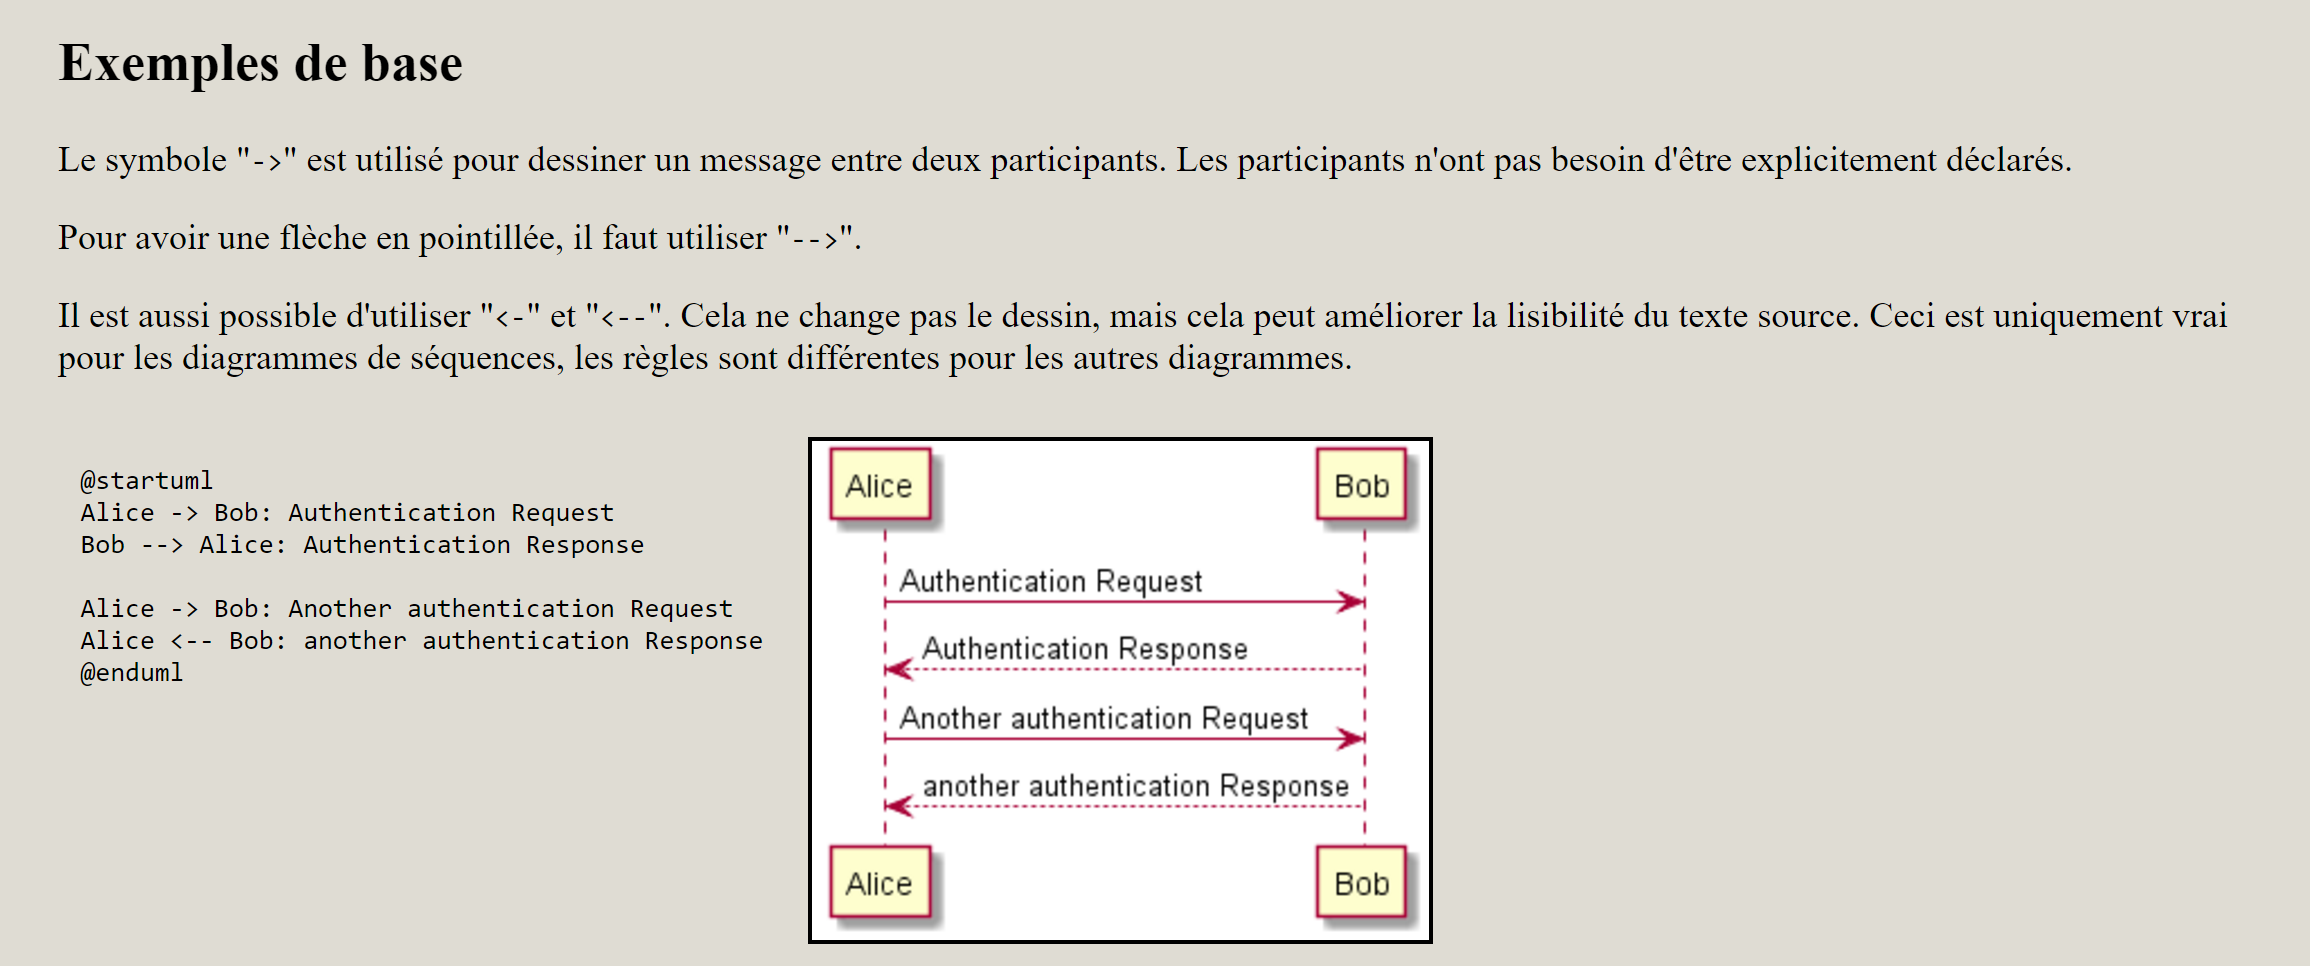 Exemples de base
Le symbole "->" est utilisé pour dessiner un message entre deux participants. Les participants n'ont pas besoin d'être explicitement déclarés.
Pour avoir une flèche en pointillée, il faut utiliser "-->".
Il est aussi possible d'utiliser "<-" et "<--". Cela ne change pas le dessin, mais cela peut améliorer la lisibilité du texte source. Ceci est uniquement vrai
pour les diagrammes de séquences, les règles sont différentes pour les autres diagrammes.
@startuml
Alice -> Bob: Authentication Request
Bob --> Alice: Authentication Response
Alice -> Bob: Another authentication Request
Alice <-- Bob: another authentication Response
@enduml
Alice
Bob
Authentication Request
Authentication Response
Another authentication Request
another authentication Response
Alice
Bob